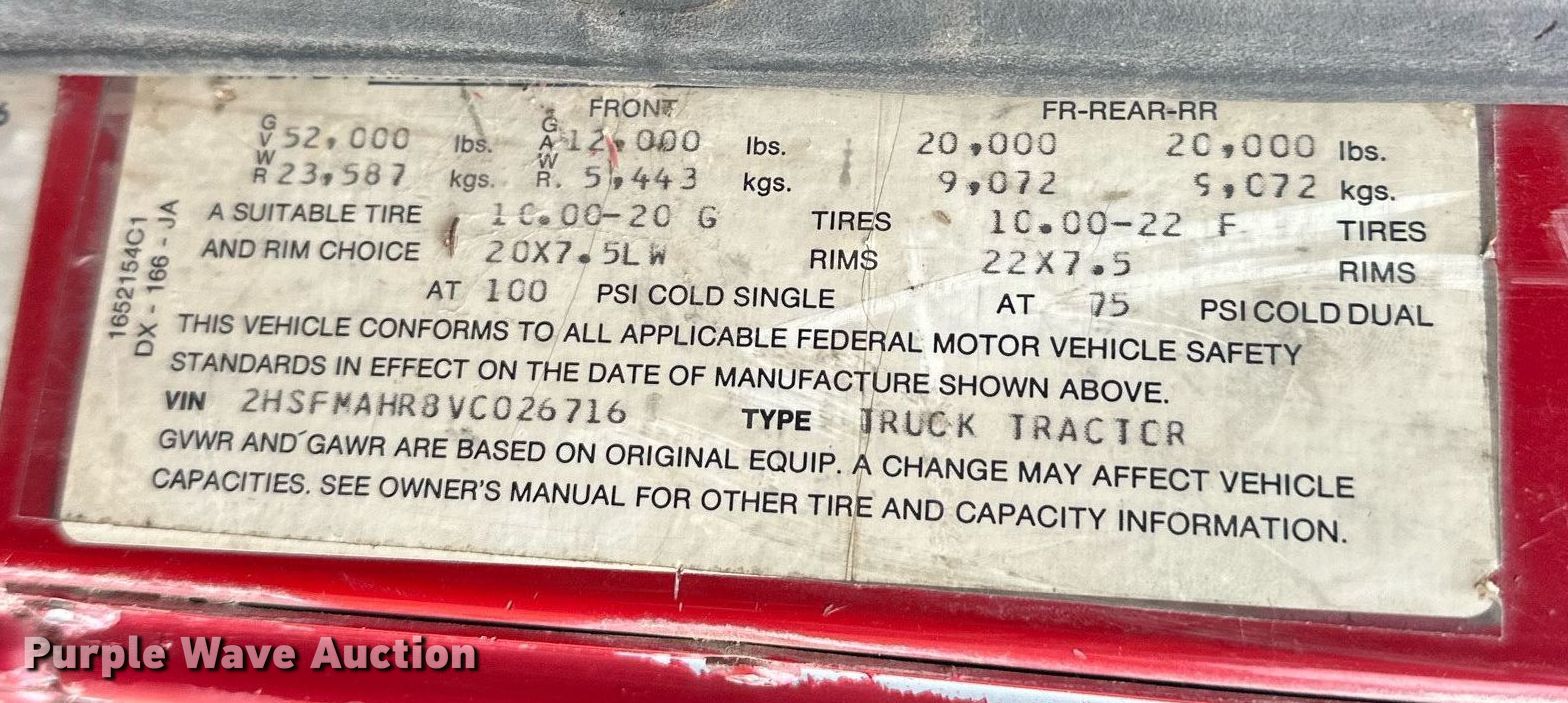 FRONT FR-REAR-RR
GVWR 52,000 lbs. GAWR. 12,000 lbs. 20,000 20,000 lbs.
23,587 kgs. 5,443 kgs. 9,072 9,072 kgs.
A SUITABLE TIRE 10.00-20 G TIRES 10.00-22 F TIRES
AND RIM CHOICE 20X7.5LW RIMS 22X7.5 RIMS
AT 100 PSI COLD SINGLE AT 75 PSI COLD DUAL
THIS VEHICLE CONFORMS TO ALL APPLICABLE FEDERAL MOTOR VEHICLE SAFETY
STANDARDS IN EFFECT ON THE DATE OF MANUFACTURE SHOWN ABOVE.
VIN 2HSFMAHR8VC026716 TYPE TRUCK TRACTOR
GVWR AND GAWR ARE BASED ON ORIGINAL EQUIP. A CHANGE MAY AFFECT VEHICLE
CAPACITIES. SEE OWNER'S MANUAL FOR OTHER TIRE AND CAPACITY INFORMATION.
1652154C1
DX - 166 - JA
Purple Wave Auction